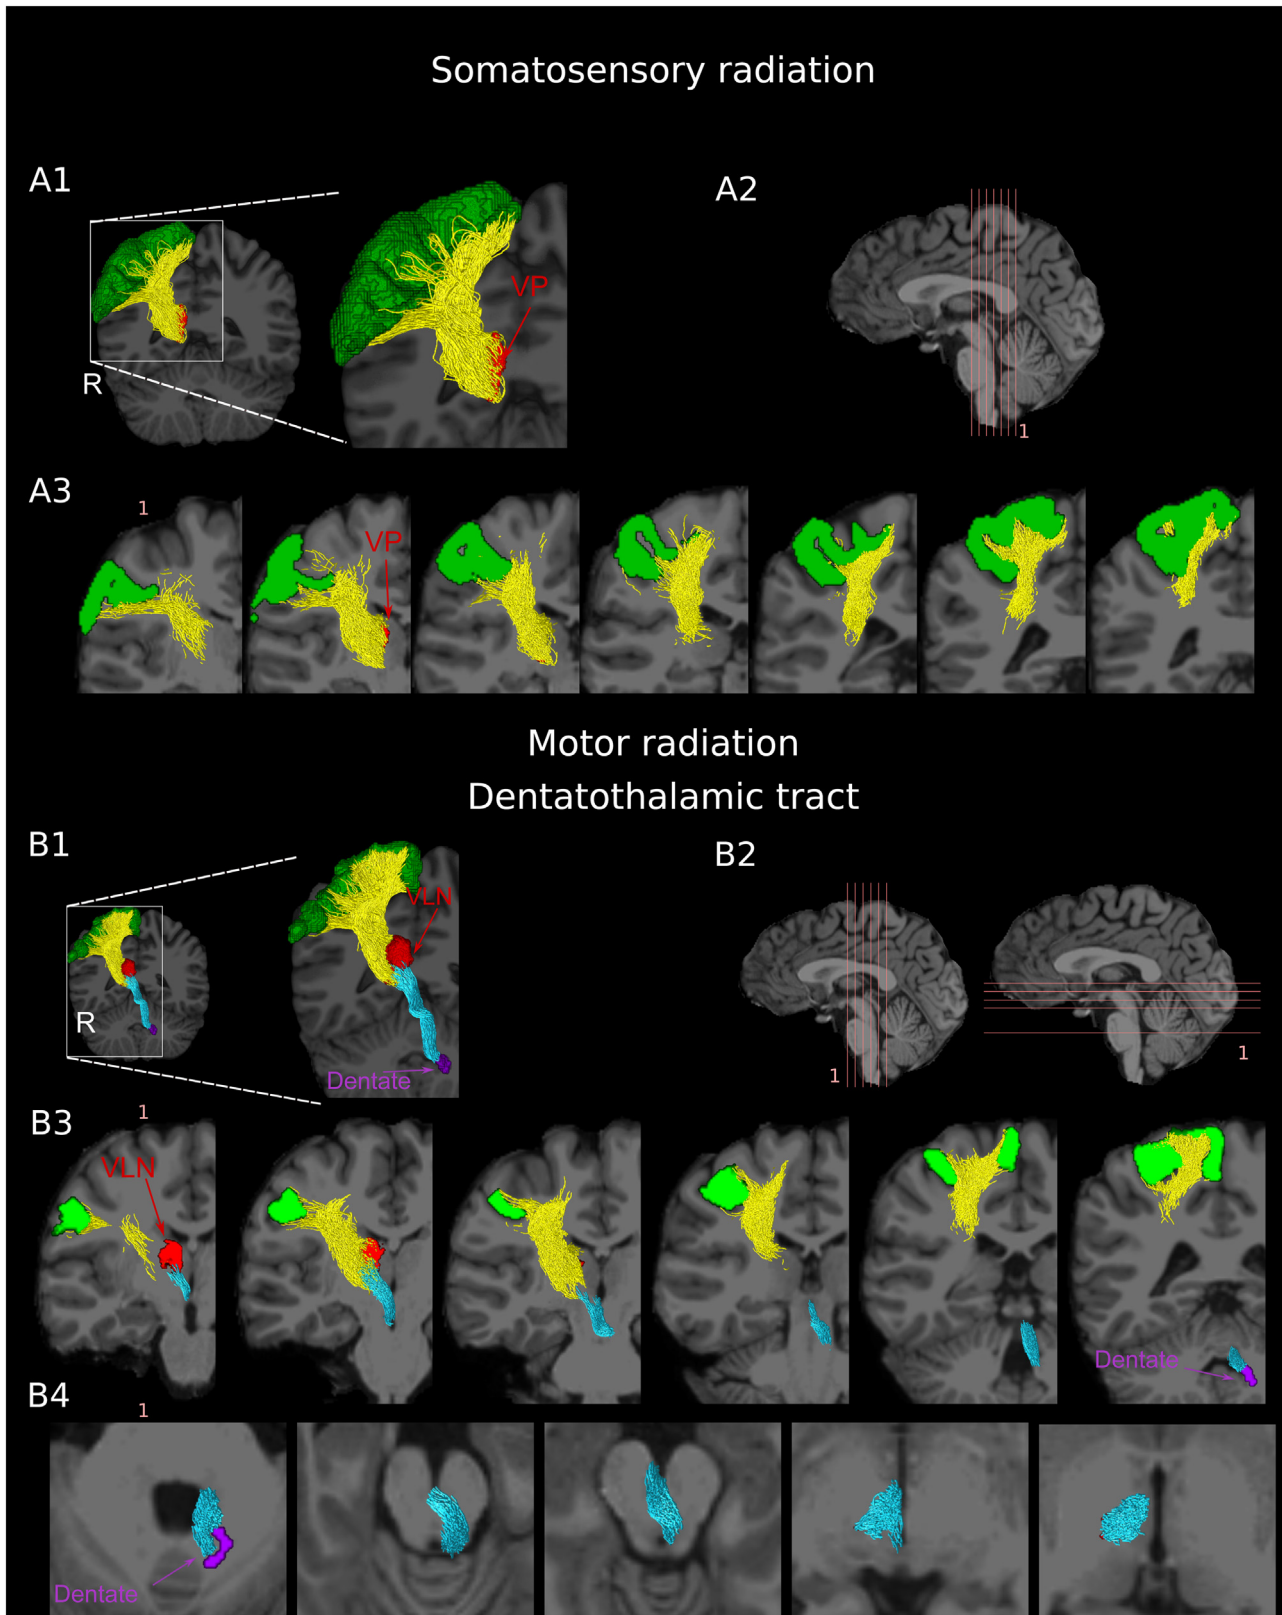 Somatosensory radiation
A1
A2
VP
R
1
A3
1
VP
Motor radiation
Dentatothalamic tract
B1
B2
VLN
R
Dentate
1
1
B3
1
VLN
Dentate
B4
1
Dentate